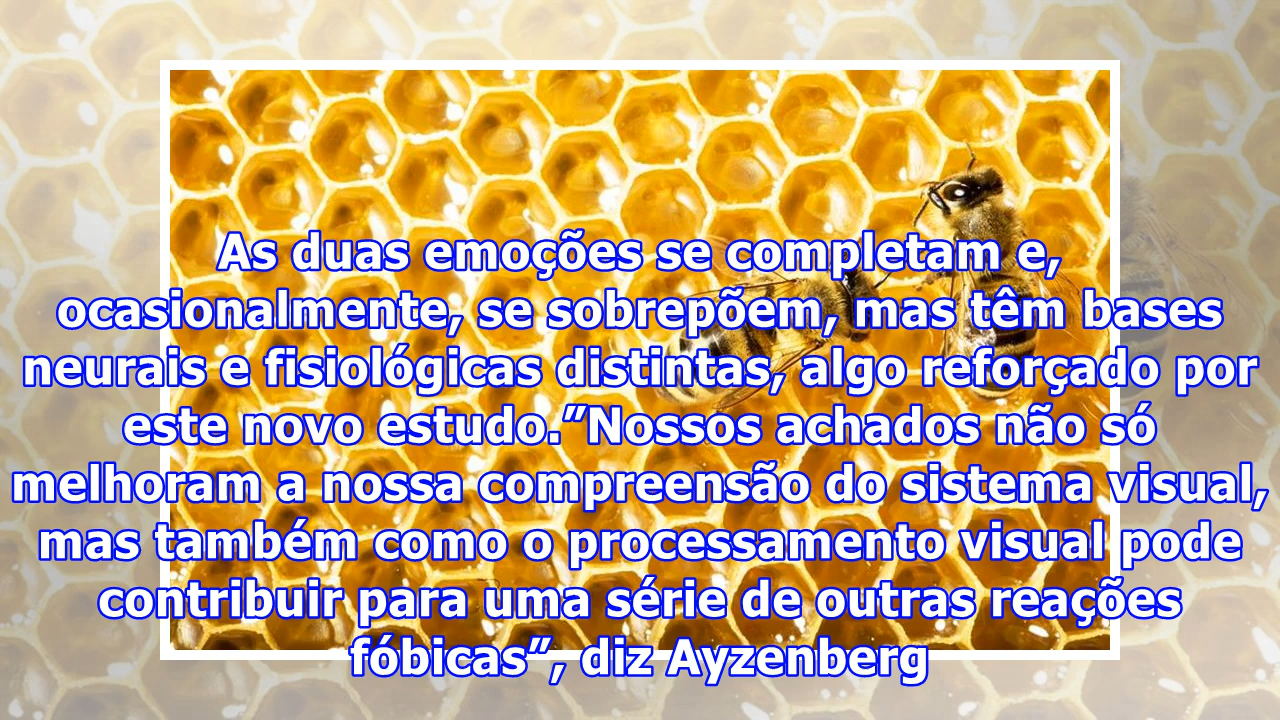 As duas emoções se completam e,
ocasionalmente, se sobrepõem, mas têm bases
neurais e fisiológicas distintas, algo reforçado por
este novo estudo.”Nossos achados não só
melhoram a nossa compreensão do sistema visual,
mas também como o processamento visual pode
contribuir para uma série de outras reações
fóbicas”, diz Ayzenberg